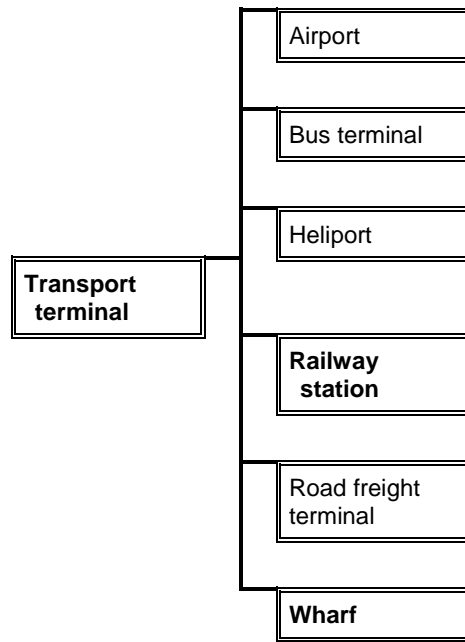 Airport
Bus terminal
Heliport
Transport
terminal
Railway
station
Road freight
terminal
Wharf